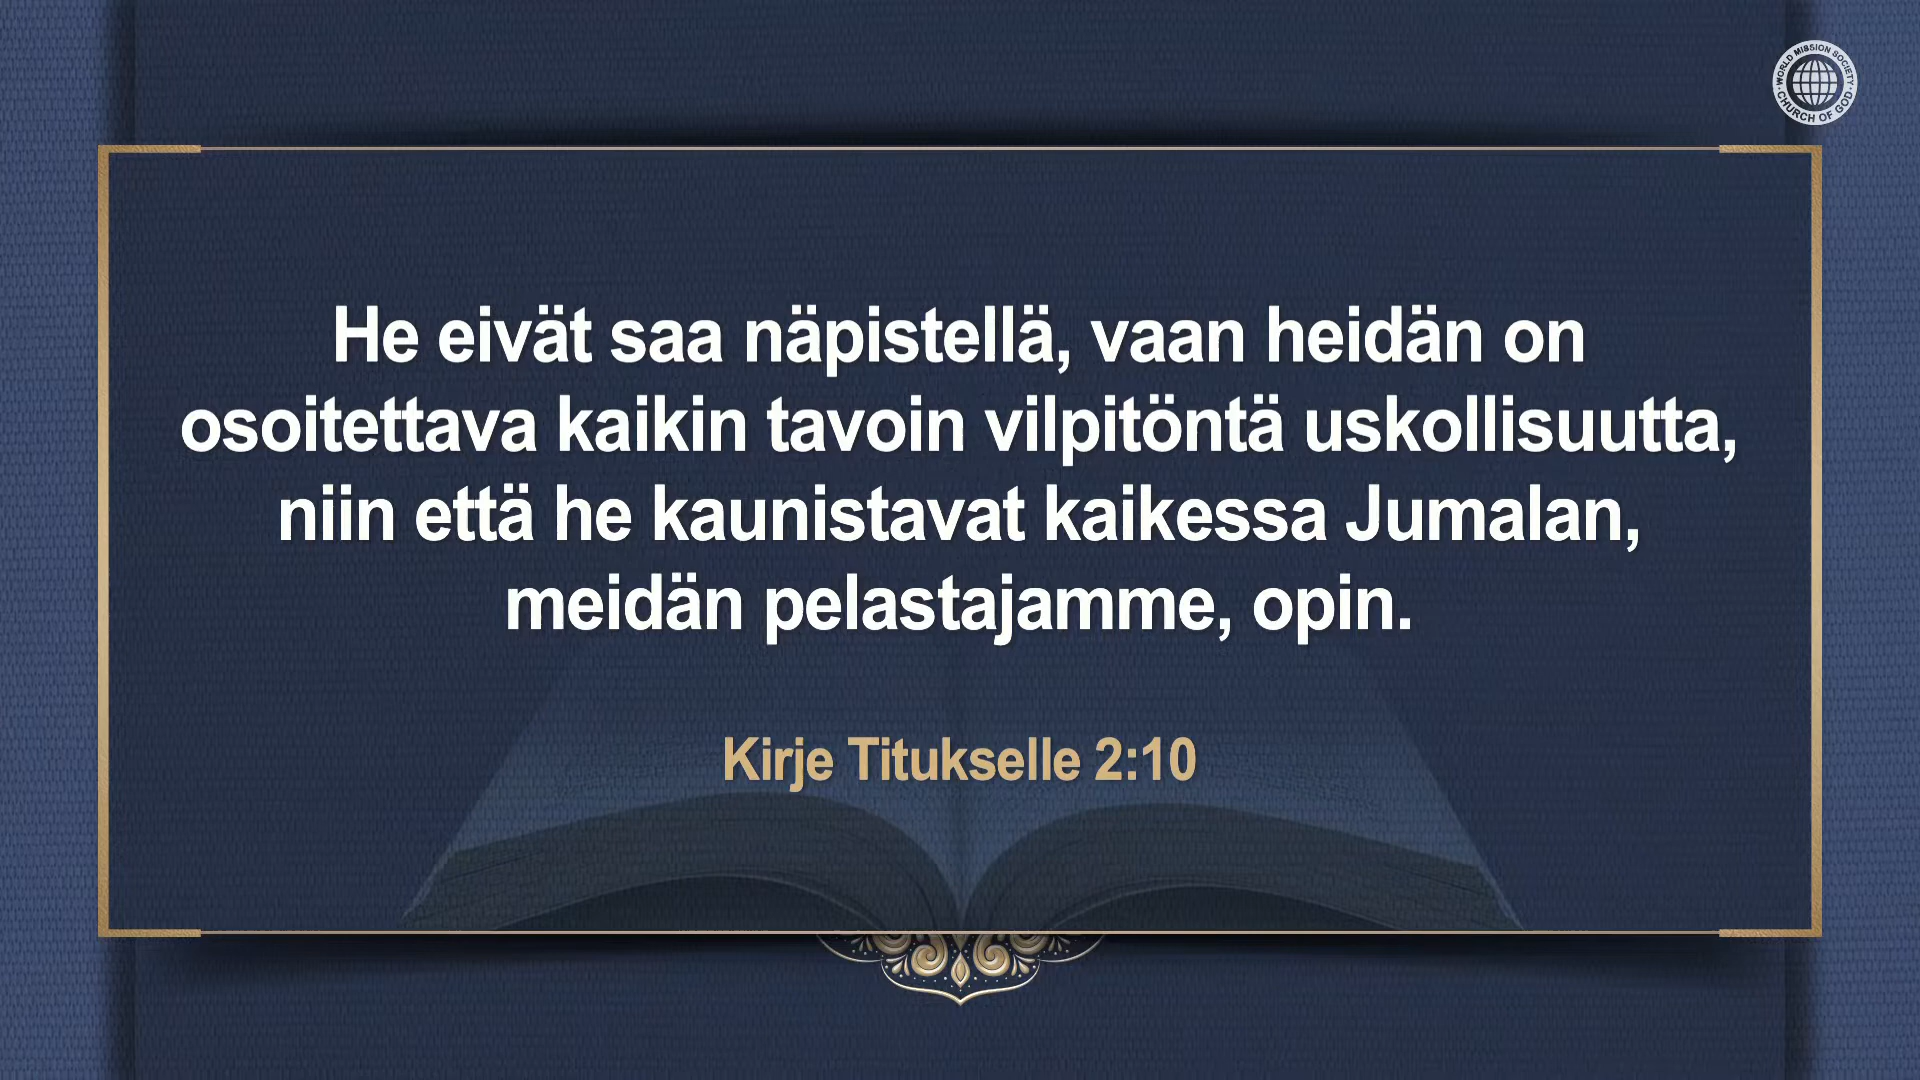 WORLD MISSION SOCIETY
CHURCH OF GOD
He eivät saa näpistellä, vaan heidän on
osoitettava kaikin tavoin vilpitöntä uskollisuutta,
niin että he kaunistavat kaikessa Jumalan,
meidän pelastajamme, opin.
Kirje Titukselle 2:10